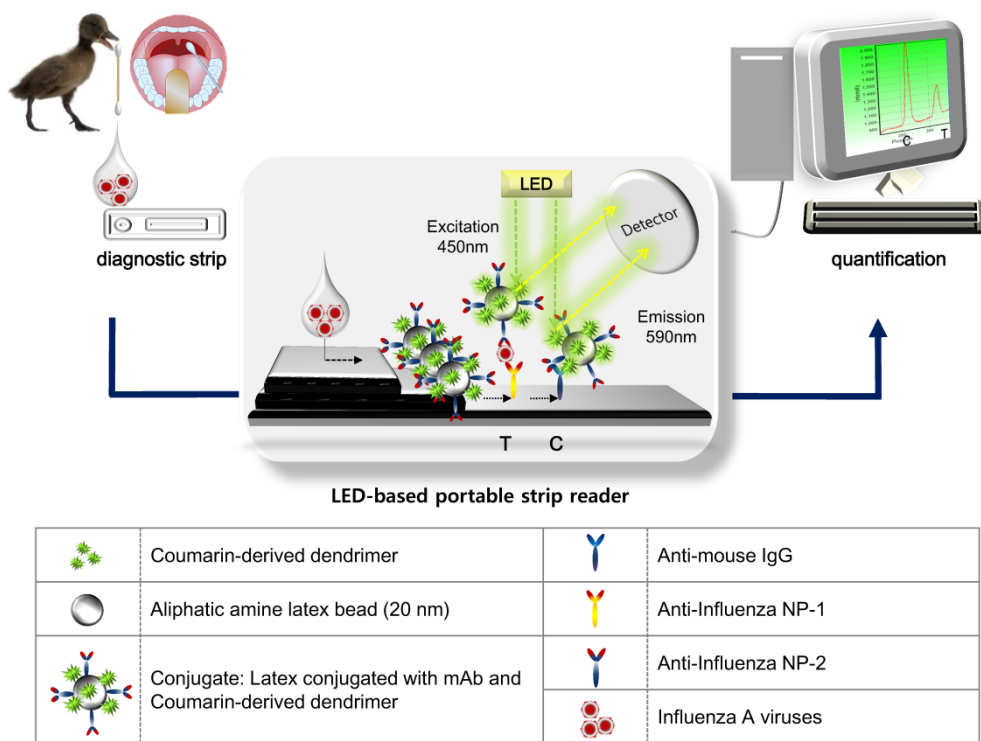 diagnostic strip
LED
Excitation
450nm
Detector
Emission
590nm
T
C
C
T
quantification
LED-based portable strip reader
Coumarin-derived dendrimer
Anti-mouse IgG
Aliphatic amine latex bead (20 nm)
Anti-Influenza NP-1
Conjugate: Latex conjugated with mAb and
Coumarin-derived dendrimer
Anti-Influenza NP-2
Influenza A viruses